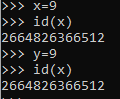 >>> x=9
>>> id(x)
2664826366512
>>> y=9
>>> id(x)
2664826366512